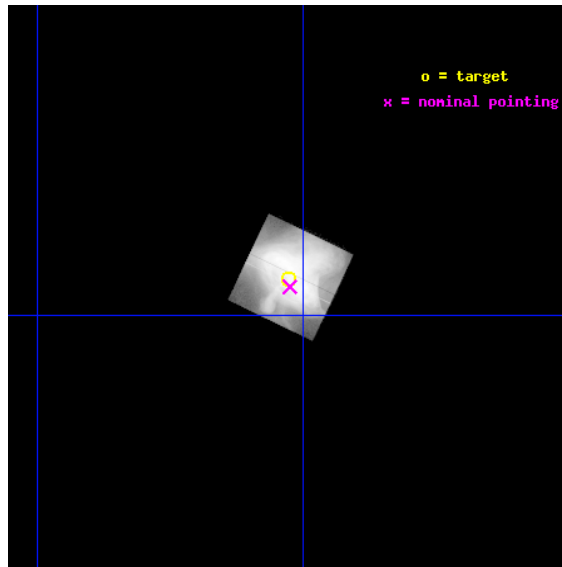 o = target
x = nominal pointing